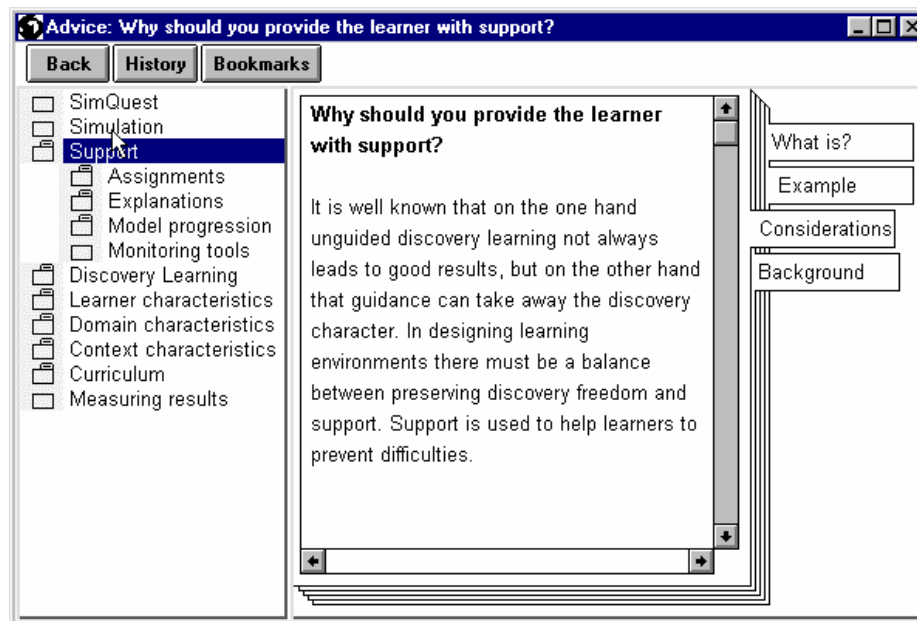 Advice: Why should you provide the learner with support?
Back History Bookmarks
SimQuest
Simulation
Support
Assignments
Explanations
Model progression
Monitoring tools
Discovery Learning
Learner characteristics
Domain characteristics
Context characteristics
Curriculum
Measuring results
Why should you provide the learner
with support?
It is well known that on the one hand
unguided discovery learning not always
leads to good results, but on the other hand
that guidance can take away the discovery
character. In designing learning
environments there must be a balance
between preserving discovery freedom and
support. Support is used to help learners to
prevent difficulties.
What is?
Example
Considerations
Background